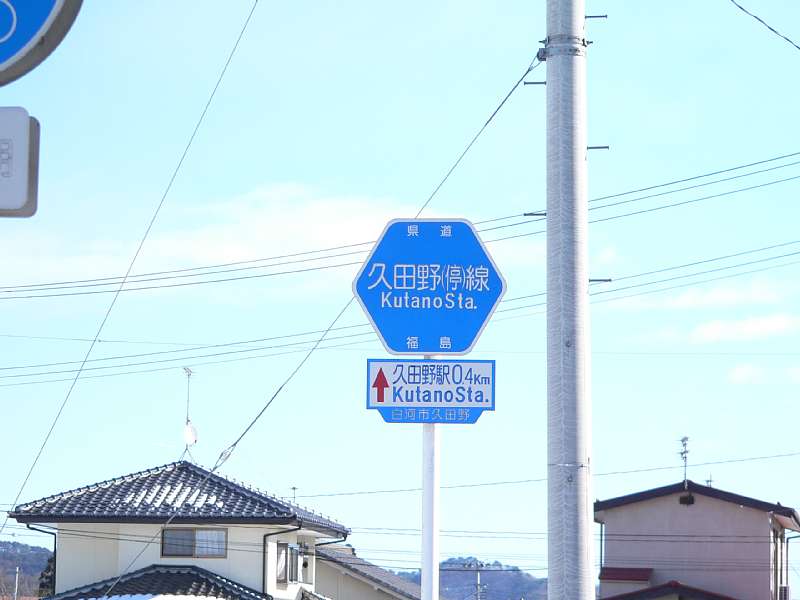 県道
久田野(停)線
KutanoSta.
福島
久田野駅0.4Km
KutanoSta.
白河市久田野